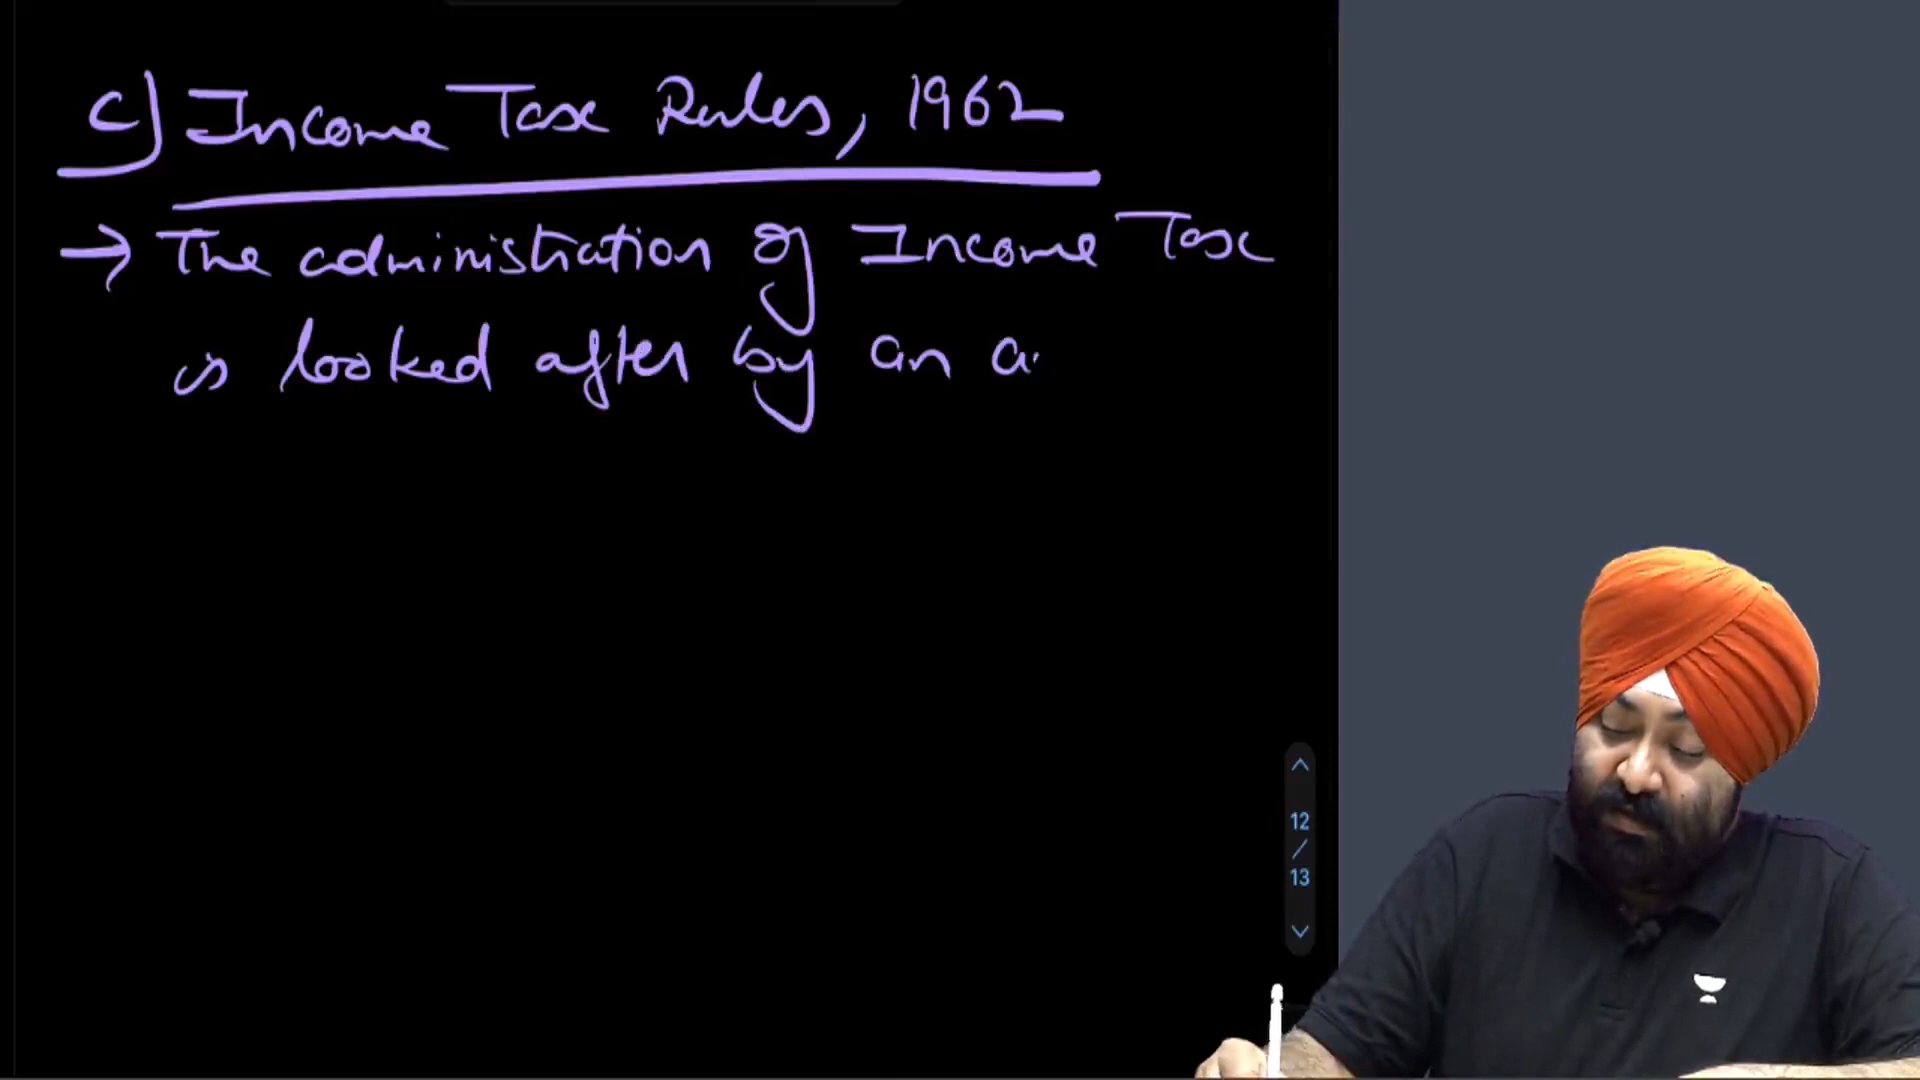 c) Income Tax Rules, 1962
→ The administration of Income Tax
is looked after by an a
12
/
13